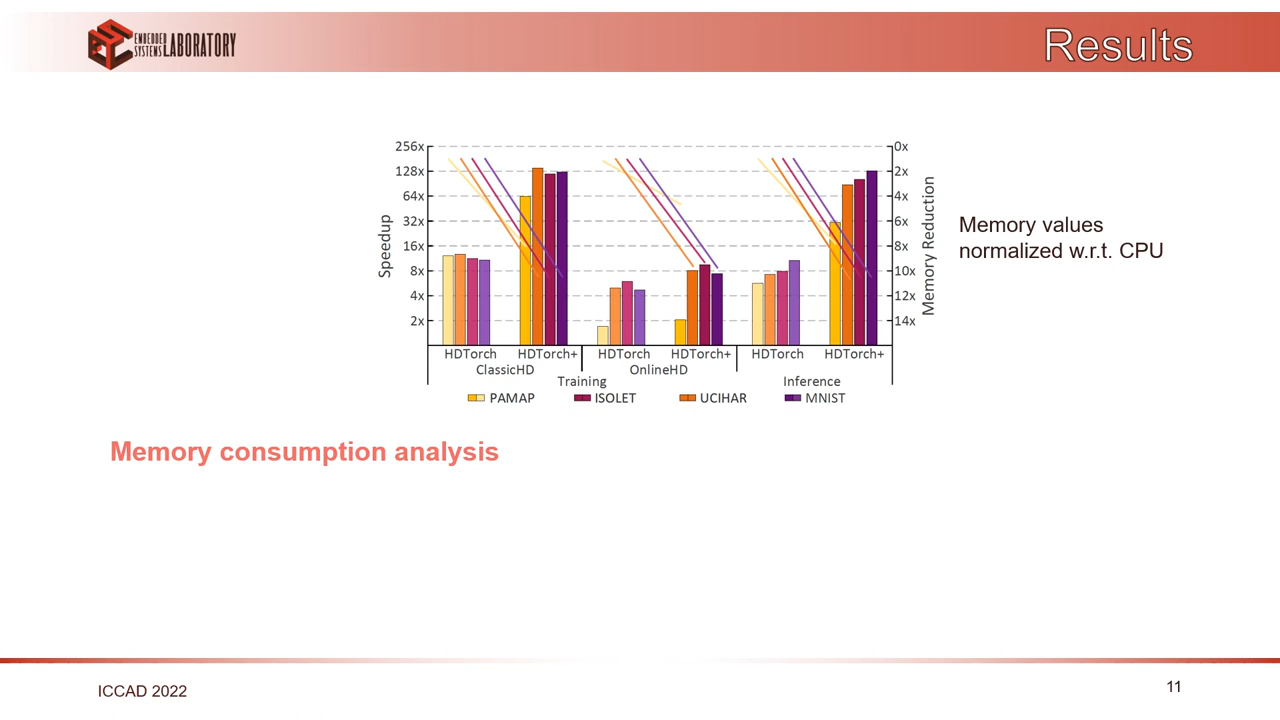 EMBEDDED
SYSTEMS LABORATORY
Results
256x
128x
64x
32x
16x
8x
4x
2x
Speedup
0x
2x
4x
6x
8x
10x
12x
14x
Memory Reduction
Memory values
normalized w.r.t. CPU
HDTorch HDTorch+ HDTorch HDTorch+ HDTorch HDTorch+
ClassicHD OnlineHD
Training Inference
PAMAP ISOLET UCIHAR MNIST
Memory consumption analysis
ICCAD 2022
11